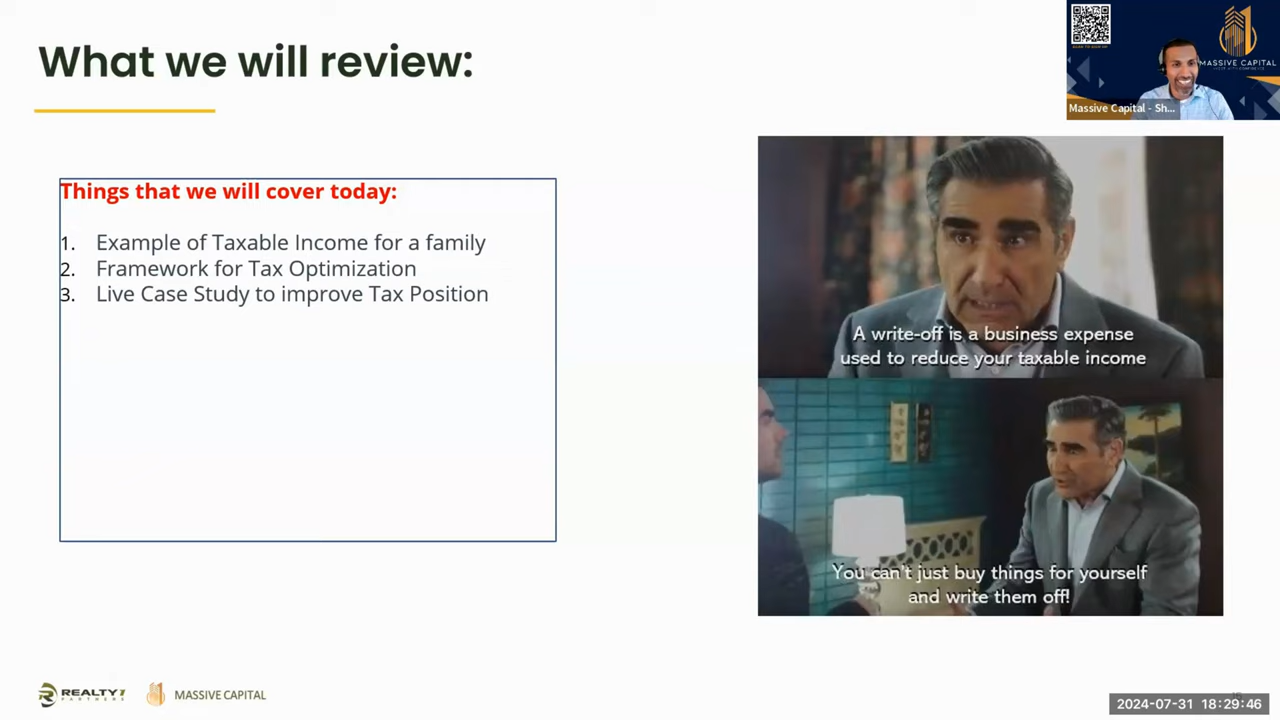 What we will review:
MASSIVE CAPITAL
Massive Capital - Sh...
Things that we will cover today:
1. Example of Taxable Income for a family
2. Framework for Tax Optimization
3. Live Case Study to improve Tax Position
A write-off is a business expense
used to reduce your taxable income
You can't just buy things for yourself
and write them off!
REALTY1
PARTNERS
MASSIVE CAPITAL
2024-07-31 18:29:46